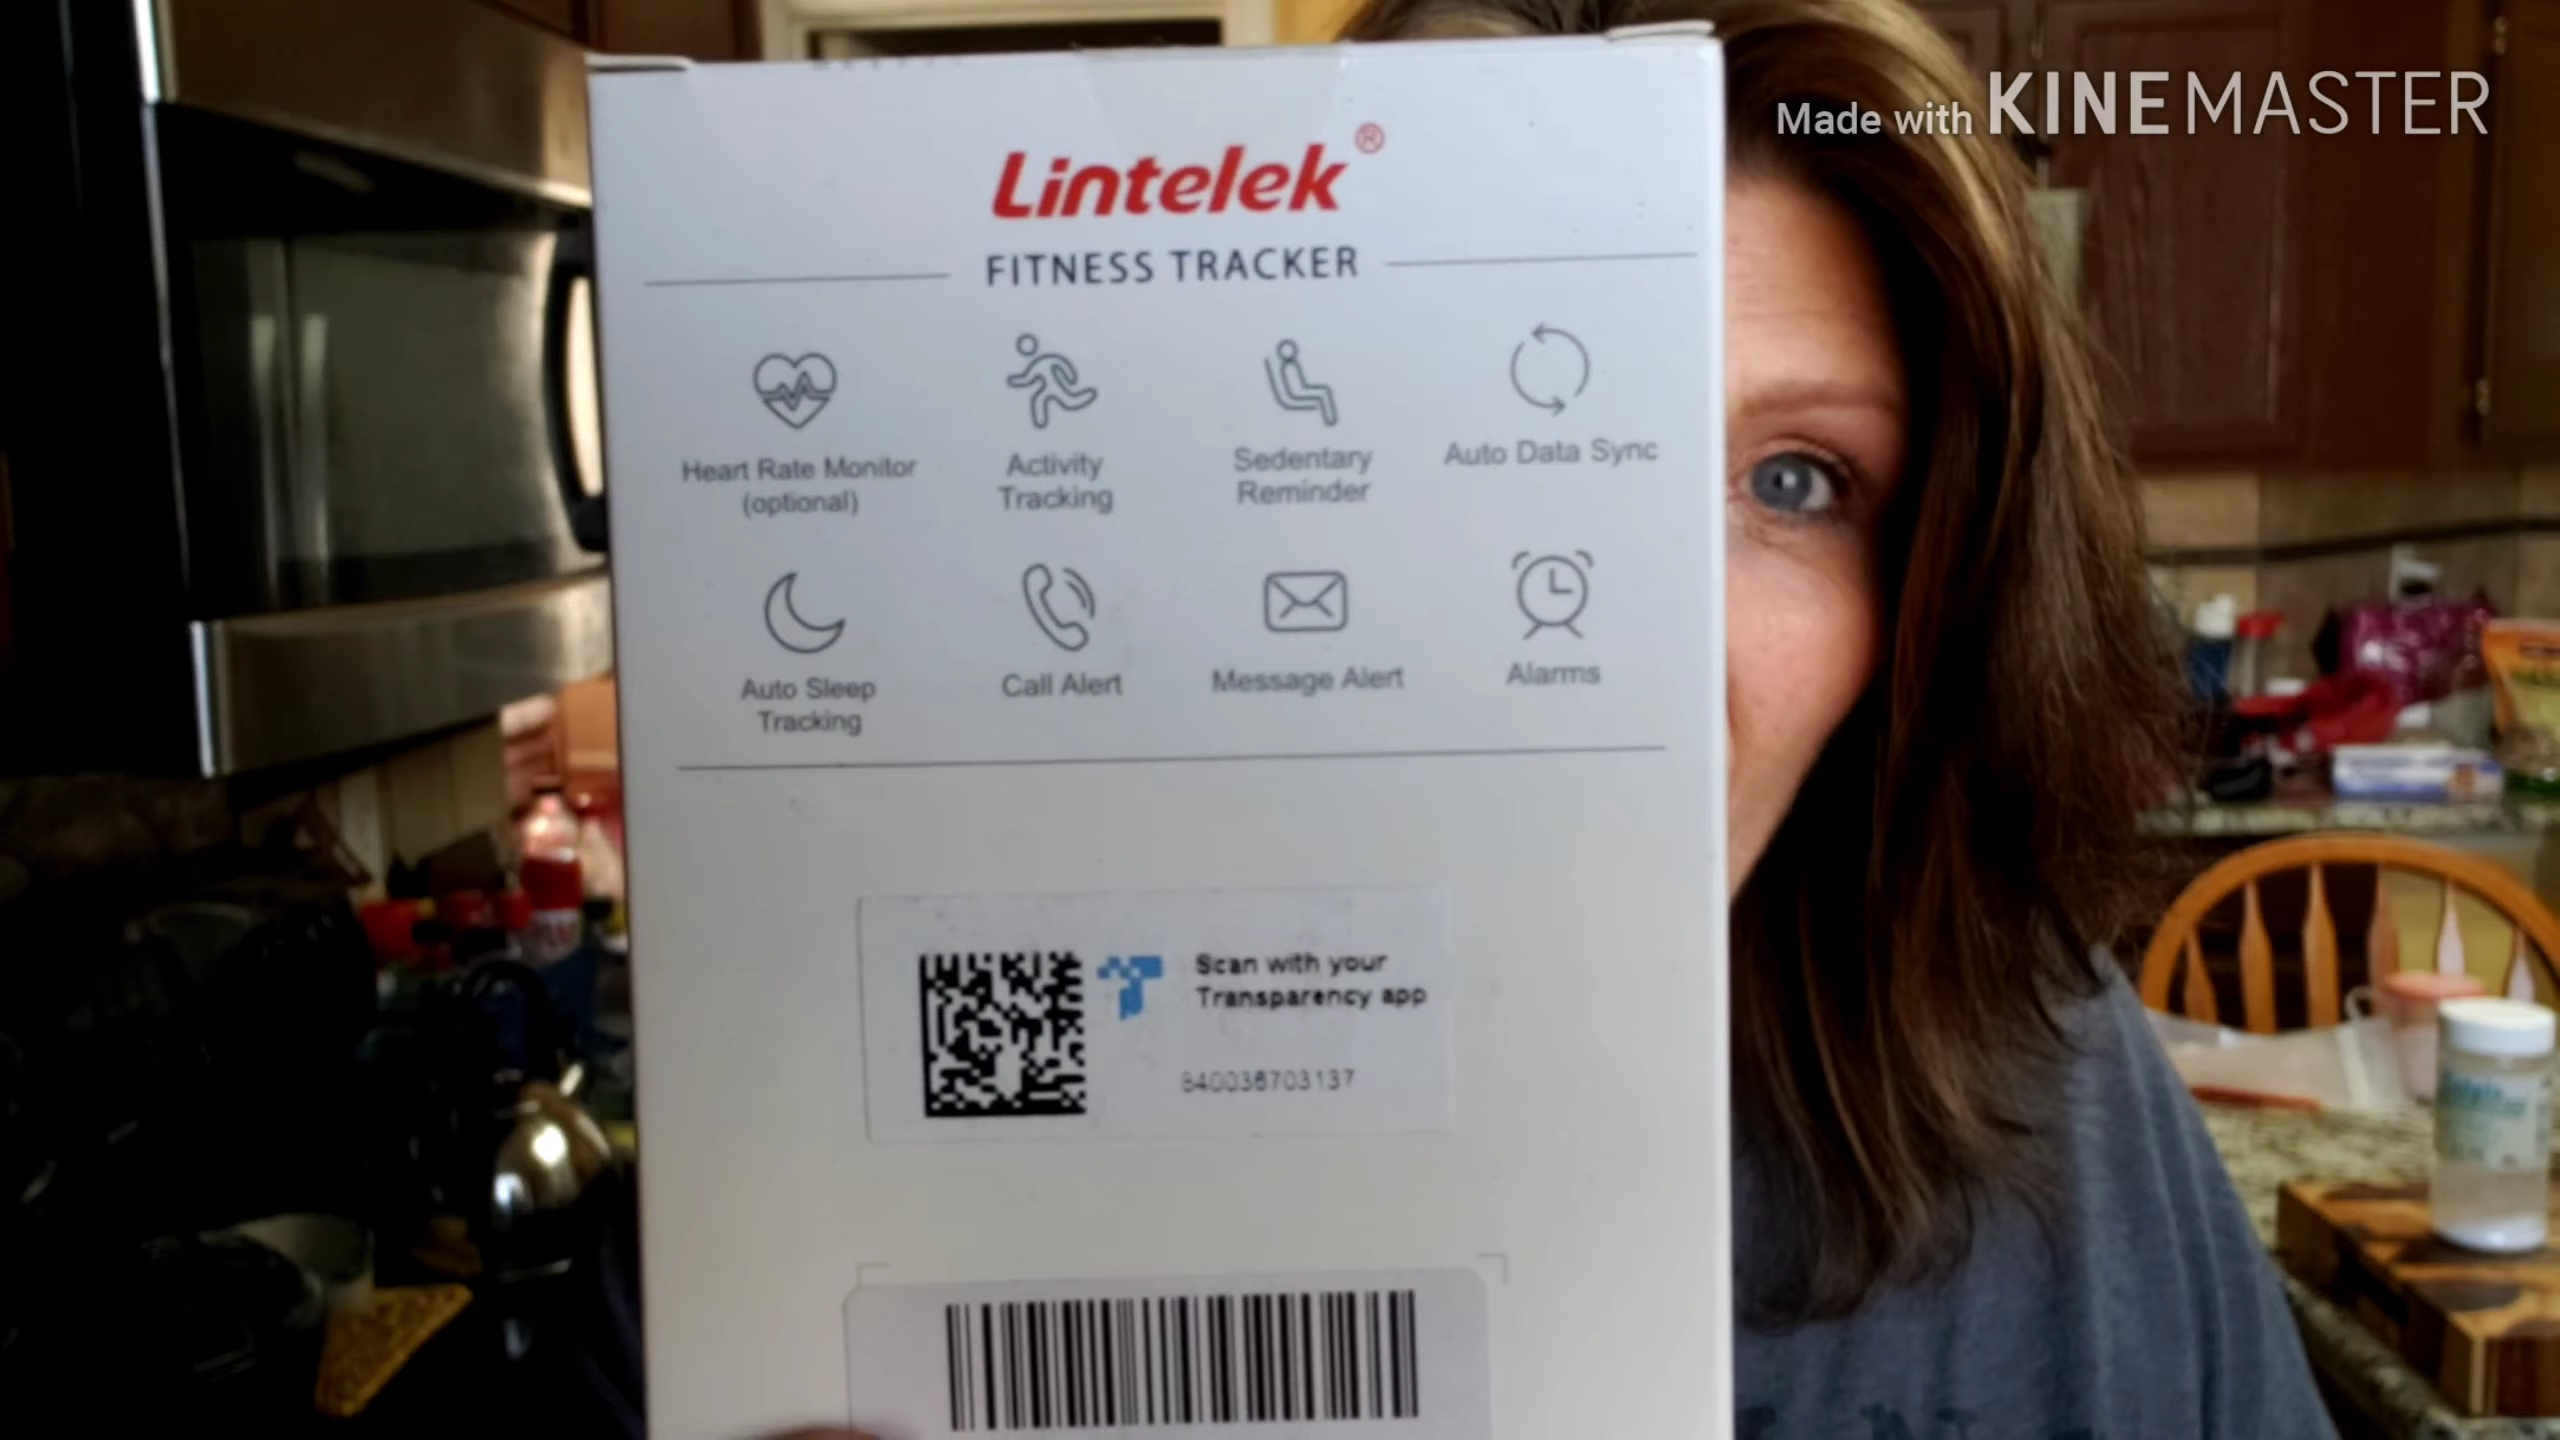 Made with KINEMASTER
Lintelek®
FITNESS TRACKER
Heart Rate Monitor
(optional)
Activity
Tracking
Sedentary
Reminder
Auto Data Sync
Auto Sleep
Tracking
Call Alert
Message Alert
Alarms
Scan with your
Transparency app
840036703137